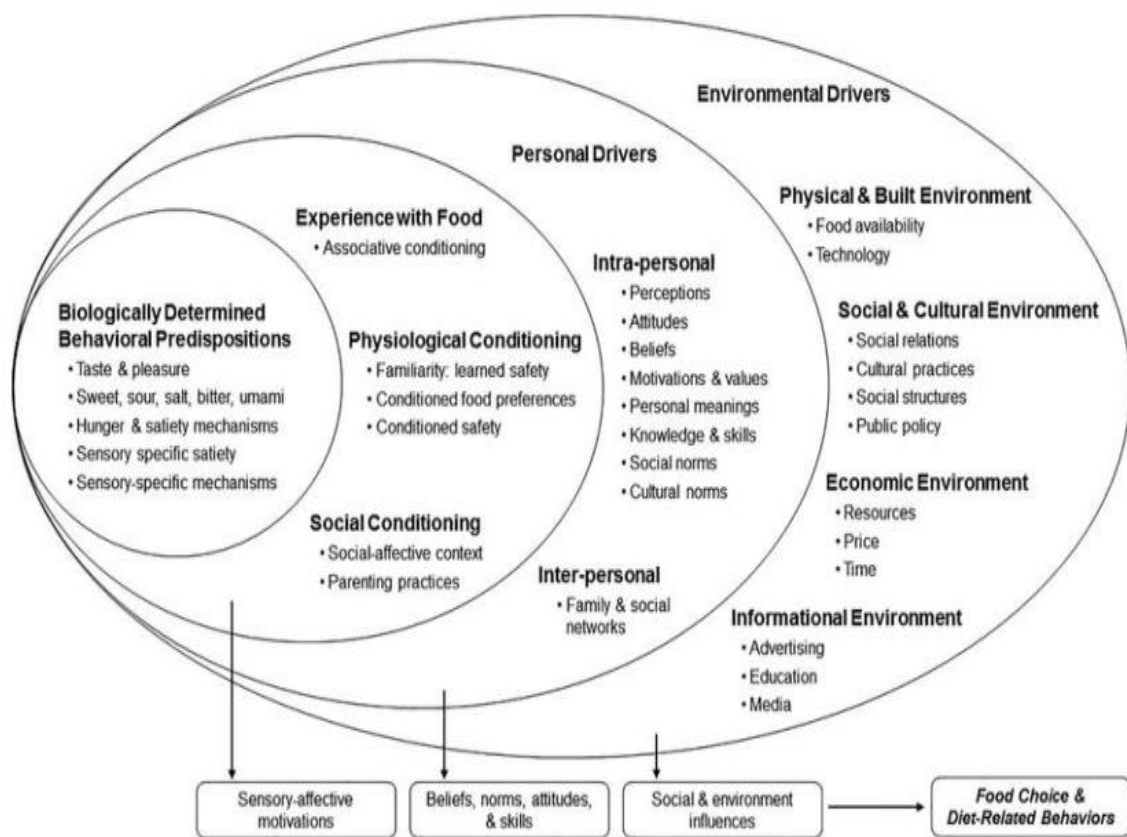 Environmental Drivers
Personal Drivers
Experience with Food
• Associative conditioning
Biologically Determined
Behavioral Predispositions
• Taste & pleasure
• Sweet, sour, salt, bitter, umami
• Hunger & satiety mechanisms
• Sensory specific satiety
• Sensory-specific mechanisms
Physiological Conditioning
• Familiarity: learned safety
• Conditioned food preferences
• Conditioned safety
Social Conditioning
• Social-affective context
• Parenting practices
Intra-personal
• Perceptions
• Attitudes
• Beliefs
• Motivations & values
• Personal meanings
• Knowledge & skills
• Social norms
• Cultural norms
Inter-personal
• Family & social
networks
Physical & Built Environment
• Food availability
• Technology
Social & Cultural Environment
• Social relations
• Cultural practices
• Social structures
• Public policy
Economic Environment
• Resources
• Price
• Time
Informational Environment
• Advertising
• Education
• Media
Sensory-affective
motivations
Beliefs, norms, attitudes,
& skills
Social & environment
influences
Food Choice &
Diet-Related Behaviors